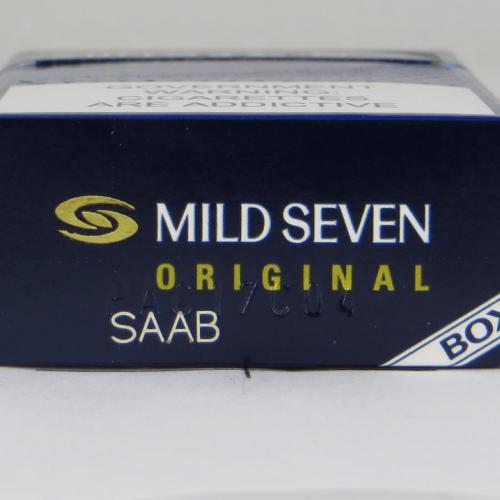 GOVERNMENT
WARNING:
CIGARETTES
ARE ADDICTIVE
MILD SEVEN
ORIGINAL
SAAB
BOX